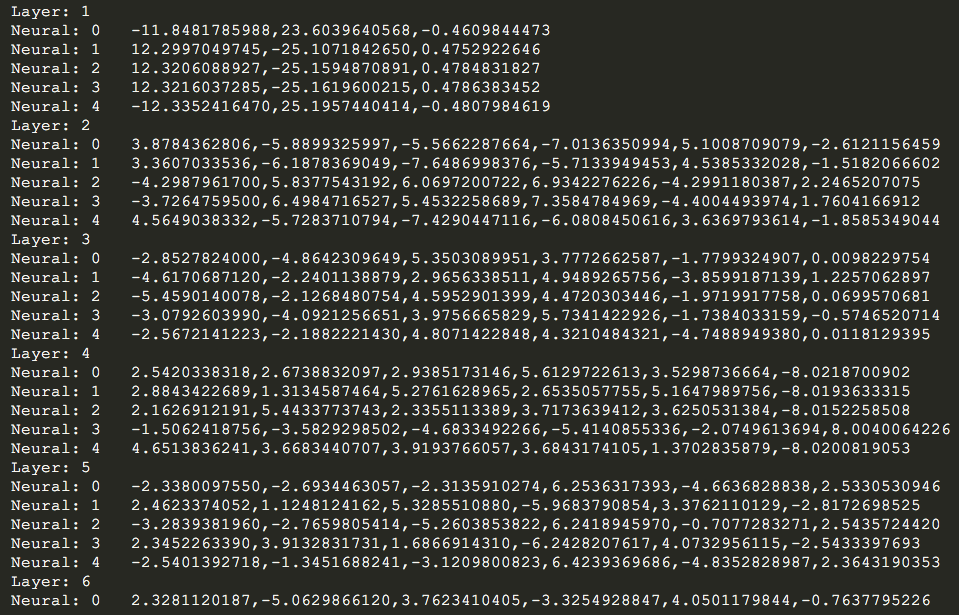 Layer: 1
Neural: 0   -11.8481785988,23.6039640568,-0.4609844473
Neural: 1   12.2997049745,-25.1071842650,0.4752922646
Neural: 2   12.3206088927,-25.1594870891,0.4784831827
Neural: 3   12.3216037285,-25.1619600215,0.4786383452
Neural: 4   -12.3352416470,25.1957440414,-0.4807984619
Layer: 2
Neural: 0   3.8784362806,-5.8899325997,-5.5662287664,-7.0136350994,5.1008709079,-2.6121156459
Neural: 1   3.3607033536,-6.1878369049,-7.6486998376,-5.7133949453,4.5385332028,-1.5182066602
Neural: 2   -4.2987961700,5.8377543192,6.0697200722,6.9342276226,-4.2991180387,2.2465207075
Neural: 3   -3.7264759500,6.4984716527,5.4532258689,7.3584784969,-4.4004493974,1.7604166912
Neural: 4   4.5649038332,-5.7283710794,-7.4290447116,-6.0808450616,3.6369793614,-1.8585349044
Layer: 3
Neural: 0   -2.8527824000,-4.8642309649,5.3503089951,3.7772662587,-1.7799324907,0.0098229754
Neural: 1   -4.6170687120,-2.2401138879,2.9656338511,4.9489265756,-3.8599187139,1.2257062897
Neural: 2   -5.4590140078,-2.1268480754,4.5952901399,4.4720303446,-1.9719917758,0.0699570681
Neural: 3   -3.0792603990,-4.0921256651,3.9756665829,5.7341422926,-1.7384033159,-0.5746520714
Neural: 4   -2.5672141223,-2.1882221430,4.8071422848,4.3210484321,-4.7488949380,0.0118129395
Layer: 4
Neural: 0   2.5420338318,2.6738832097,2.9385173146,5.6129722613,3.5298736664,-8.0218700902
Neural: 1   2.8843422689,1.3134587464,5.2761628965,2.6535057755,5.1647989756,-8.0193633315
Neural: 2   2.1626912191,5.4433773743,2.3355113389,3.7173639412,3.6250531384,-8.0152258508
Neural: 3   -1.5062418756,-3.5829298502,-4.6833492266,-5.4140855336,-2.0749613694,8.0040064226
Neural: 4   4.6513836241,3.6683440707,3.9193766057,3.6843174105,1.3702835879,-8.0200819053
Layer: 5
Neural: 0   -2.3380097550,-2.6934463057,-2.3135910274,6.2536317393,-4.6636828838,2.5330530946
Neural: 1   2.4623374052,1.1248124162,5.3285510880,-5.9683790854,3.3762110129,-2.8172698525
Neural: 2   -3.2839381960,-2.7659805414,-5.2603853822,6.2418945970,-0.7077283271,2.5435724420
Neural: 3   2.3452263390,3.9132831731,1.6866914310,-6.2428207617,4.0732956115,-2.5433397693
Neural: 4   -2.5401392718,-1.3451688241,-3.1209800823,6.4239369686,-4.8352828987,2.3643190353
Layer: 6
Neural: 0   2.3281120187,-5.0629866120,3.7623410405,-3.3254928847,4.0501179844,-0.7637795226